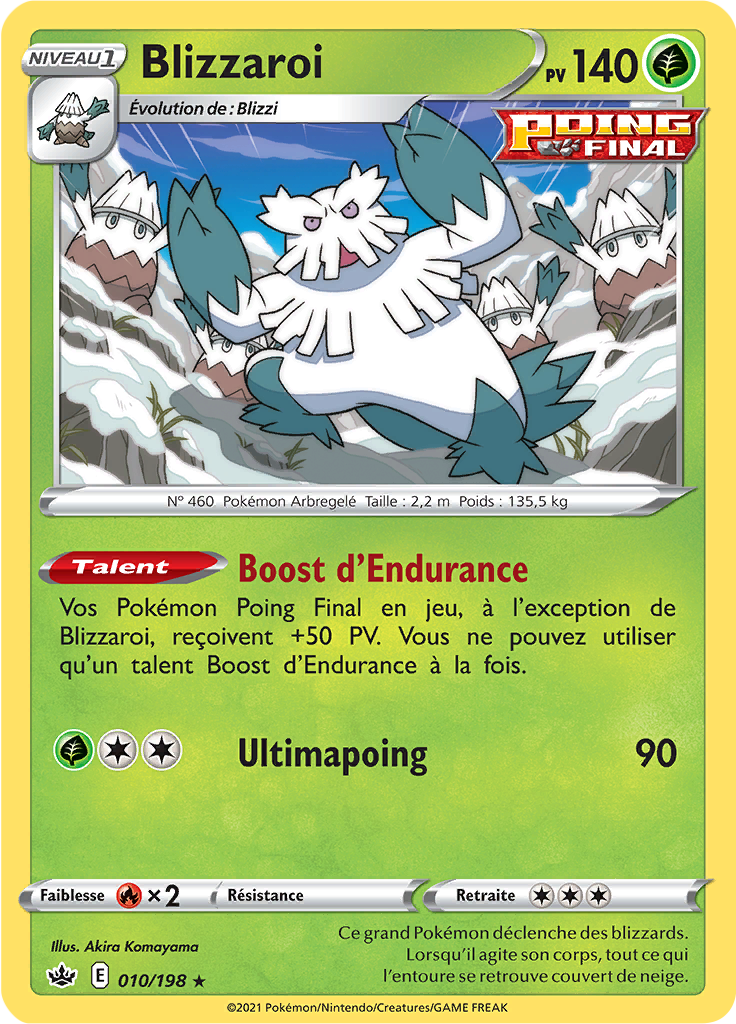 NIVEAU 1
Blizzaroi
PV 140
Évolution de : Blizzi
POING
FINAL
Nº 460 Pokémon Arbregelé Taille : 2,2 m Poids : 135,5 kg
Talent Boost d'Endurance
Vos Pokémon Poing Final en jeu, à l'exception de
Blizzaroi, reçoivent +50 PV. Vous ne pouvez utiliser
qu'un talent Boost d'Endurance à la fois.
Ultimapoing 90
Faiblesse ×2 Résistance Retraite
Illus. Akira Komayama
Ce grand Pokémon déclenche des blizzards.
Lorsqu'il agite son corps, tout ce qui
l'entoure se retrouve couvert de neige.
E 010/198 ★
©2021 Pokémon/Nintendo/Creatures/GAME FREAK